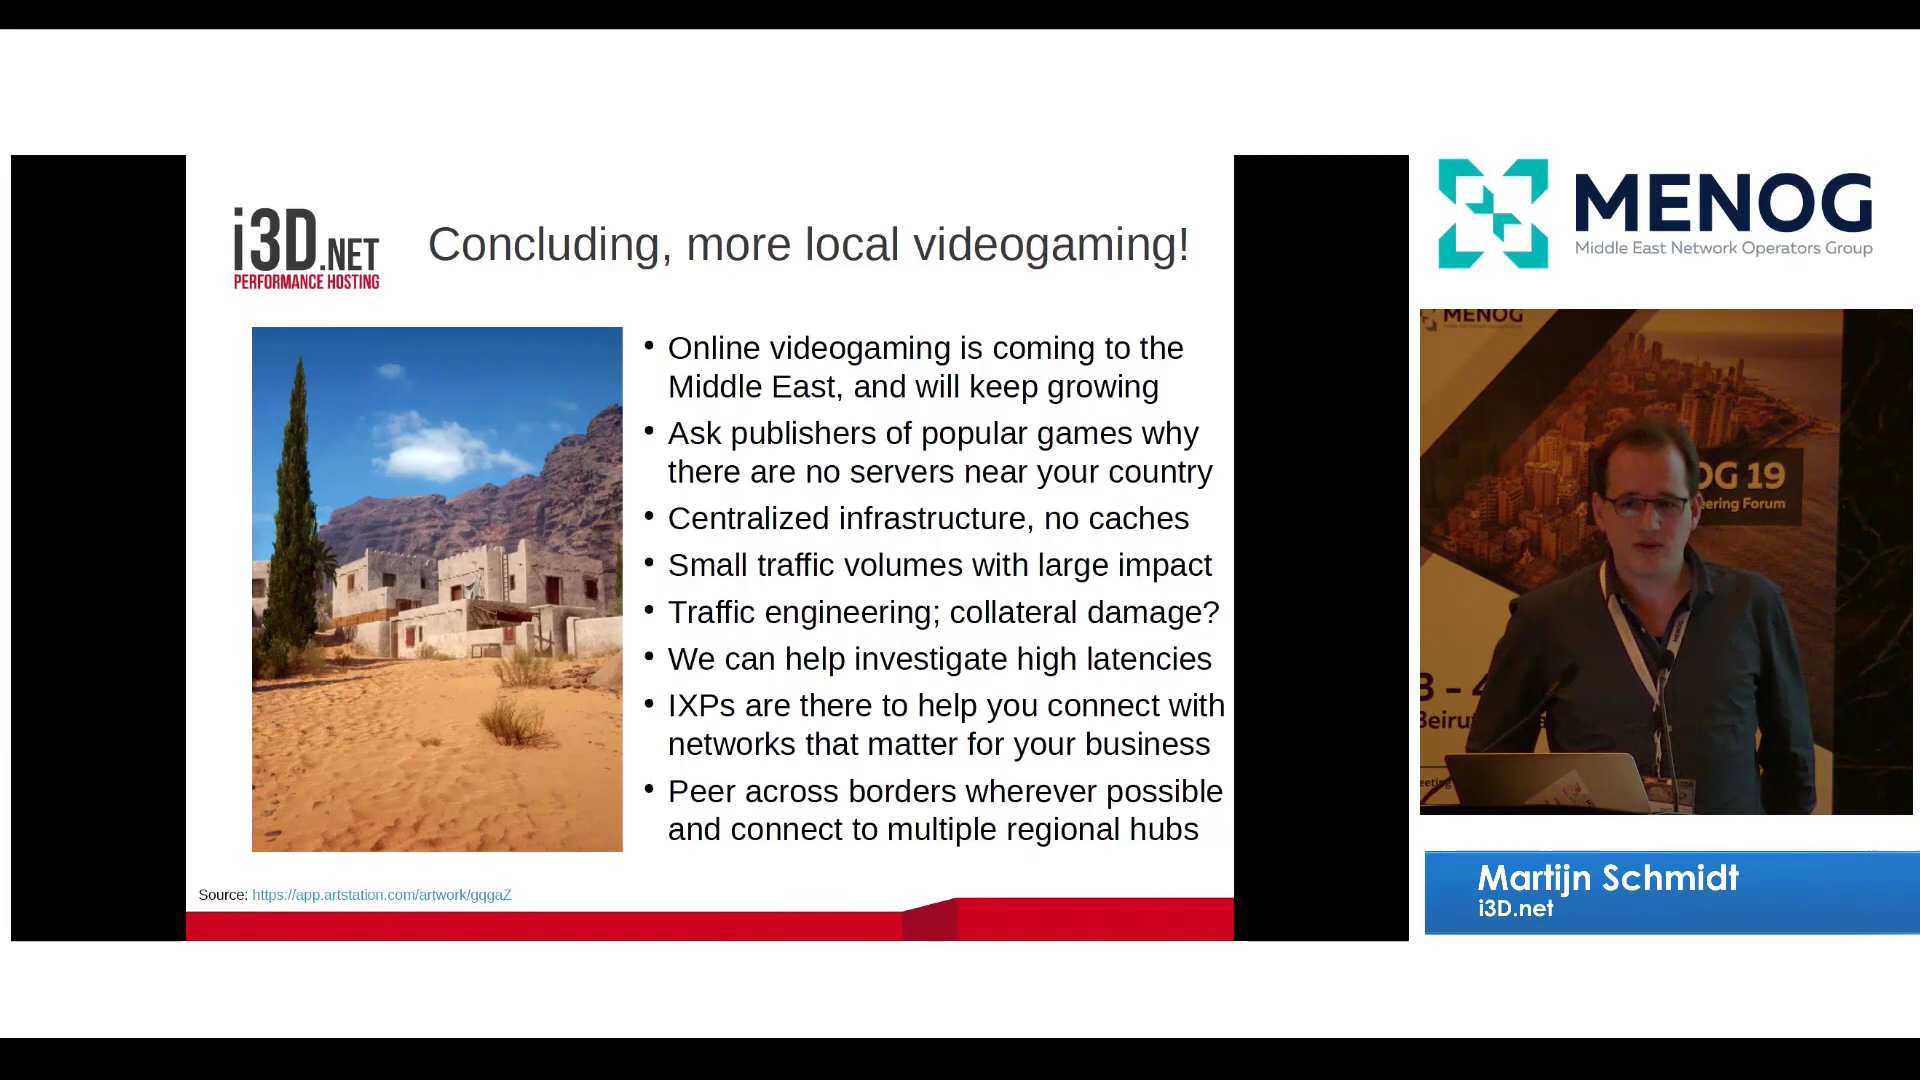 i3D.NET
PERFORMANCE HOSTING
Concluding, more local videogaming!
• Online videogaming is coming to the
Middle East, and will keep growing
• Ask publishers of popular games why
there are no servers near your country
• Centralized infrastructure, no caches
• Small traffic volumes with large impact
• Traffic engineering; collateral damage?
• We can help investigate high latencies
• IXPs are there to help you connect with
networks that matter for your business
• Peer across borders wherever possible
and connect to multiple regional hubs
Source: https://app.artstation.com/artwork/gqgaZ
MENOG
Middle East Network Operators Group
MENOG
OG 19
eering Forum
3 - 4
Beiru
eeting
Martijn Schmidt
i3D.net